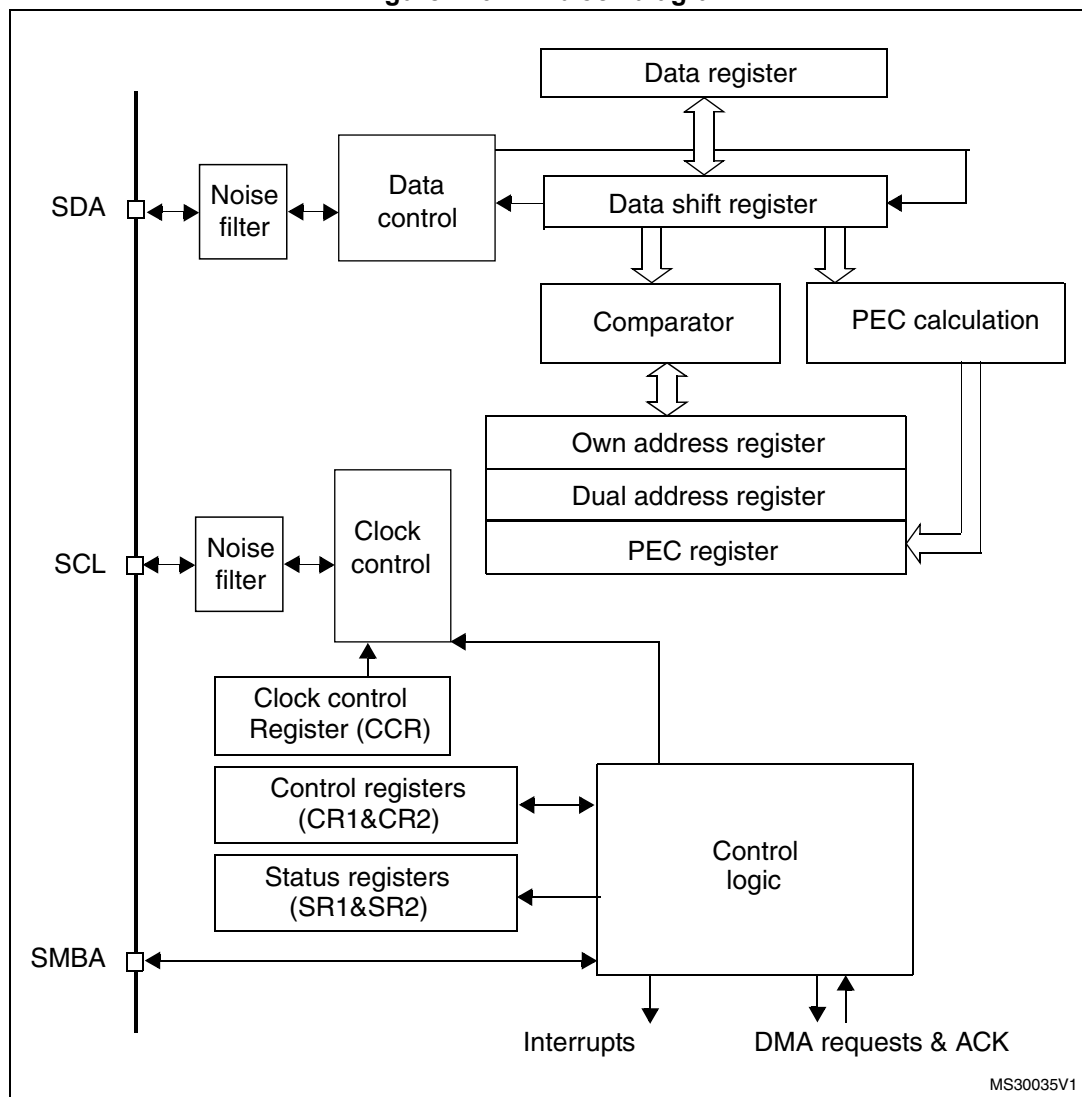 Data register
SDA
Noise
filter
Data
control
Data shift register
Comparator
PEC calculation
Own address register
Dual address register
PEC register
SCL
Noise
filter
Clock
control
Clock control
Register (CCR)
Control registers
(CR1&CR2)
Status registers
(SR1&SR2)
Control
logic
SMBA
Interrupts
DMA requests & ACK
MS30035V1